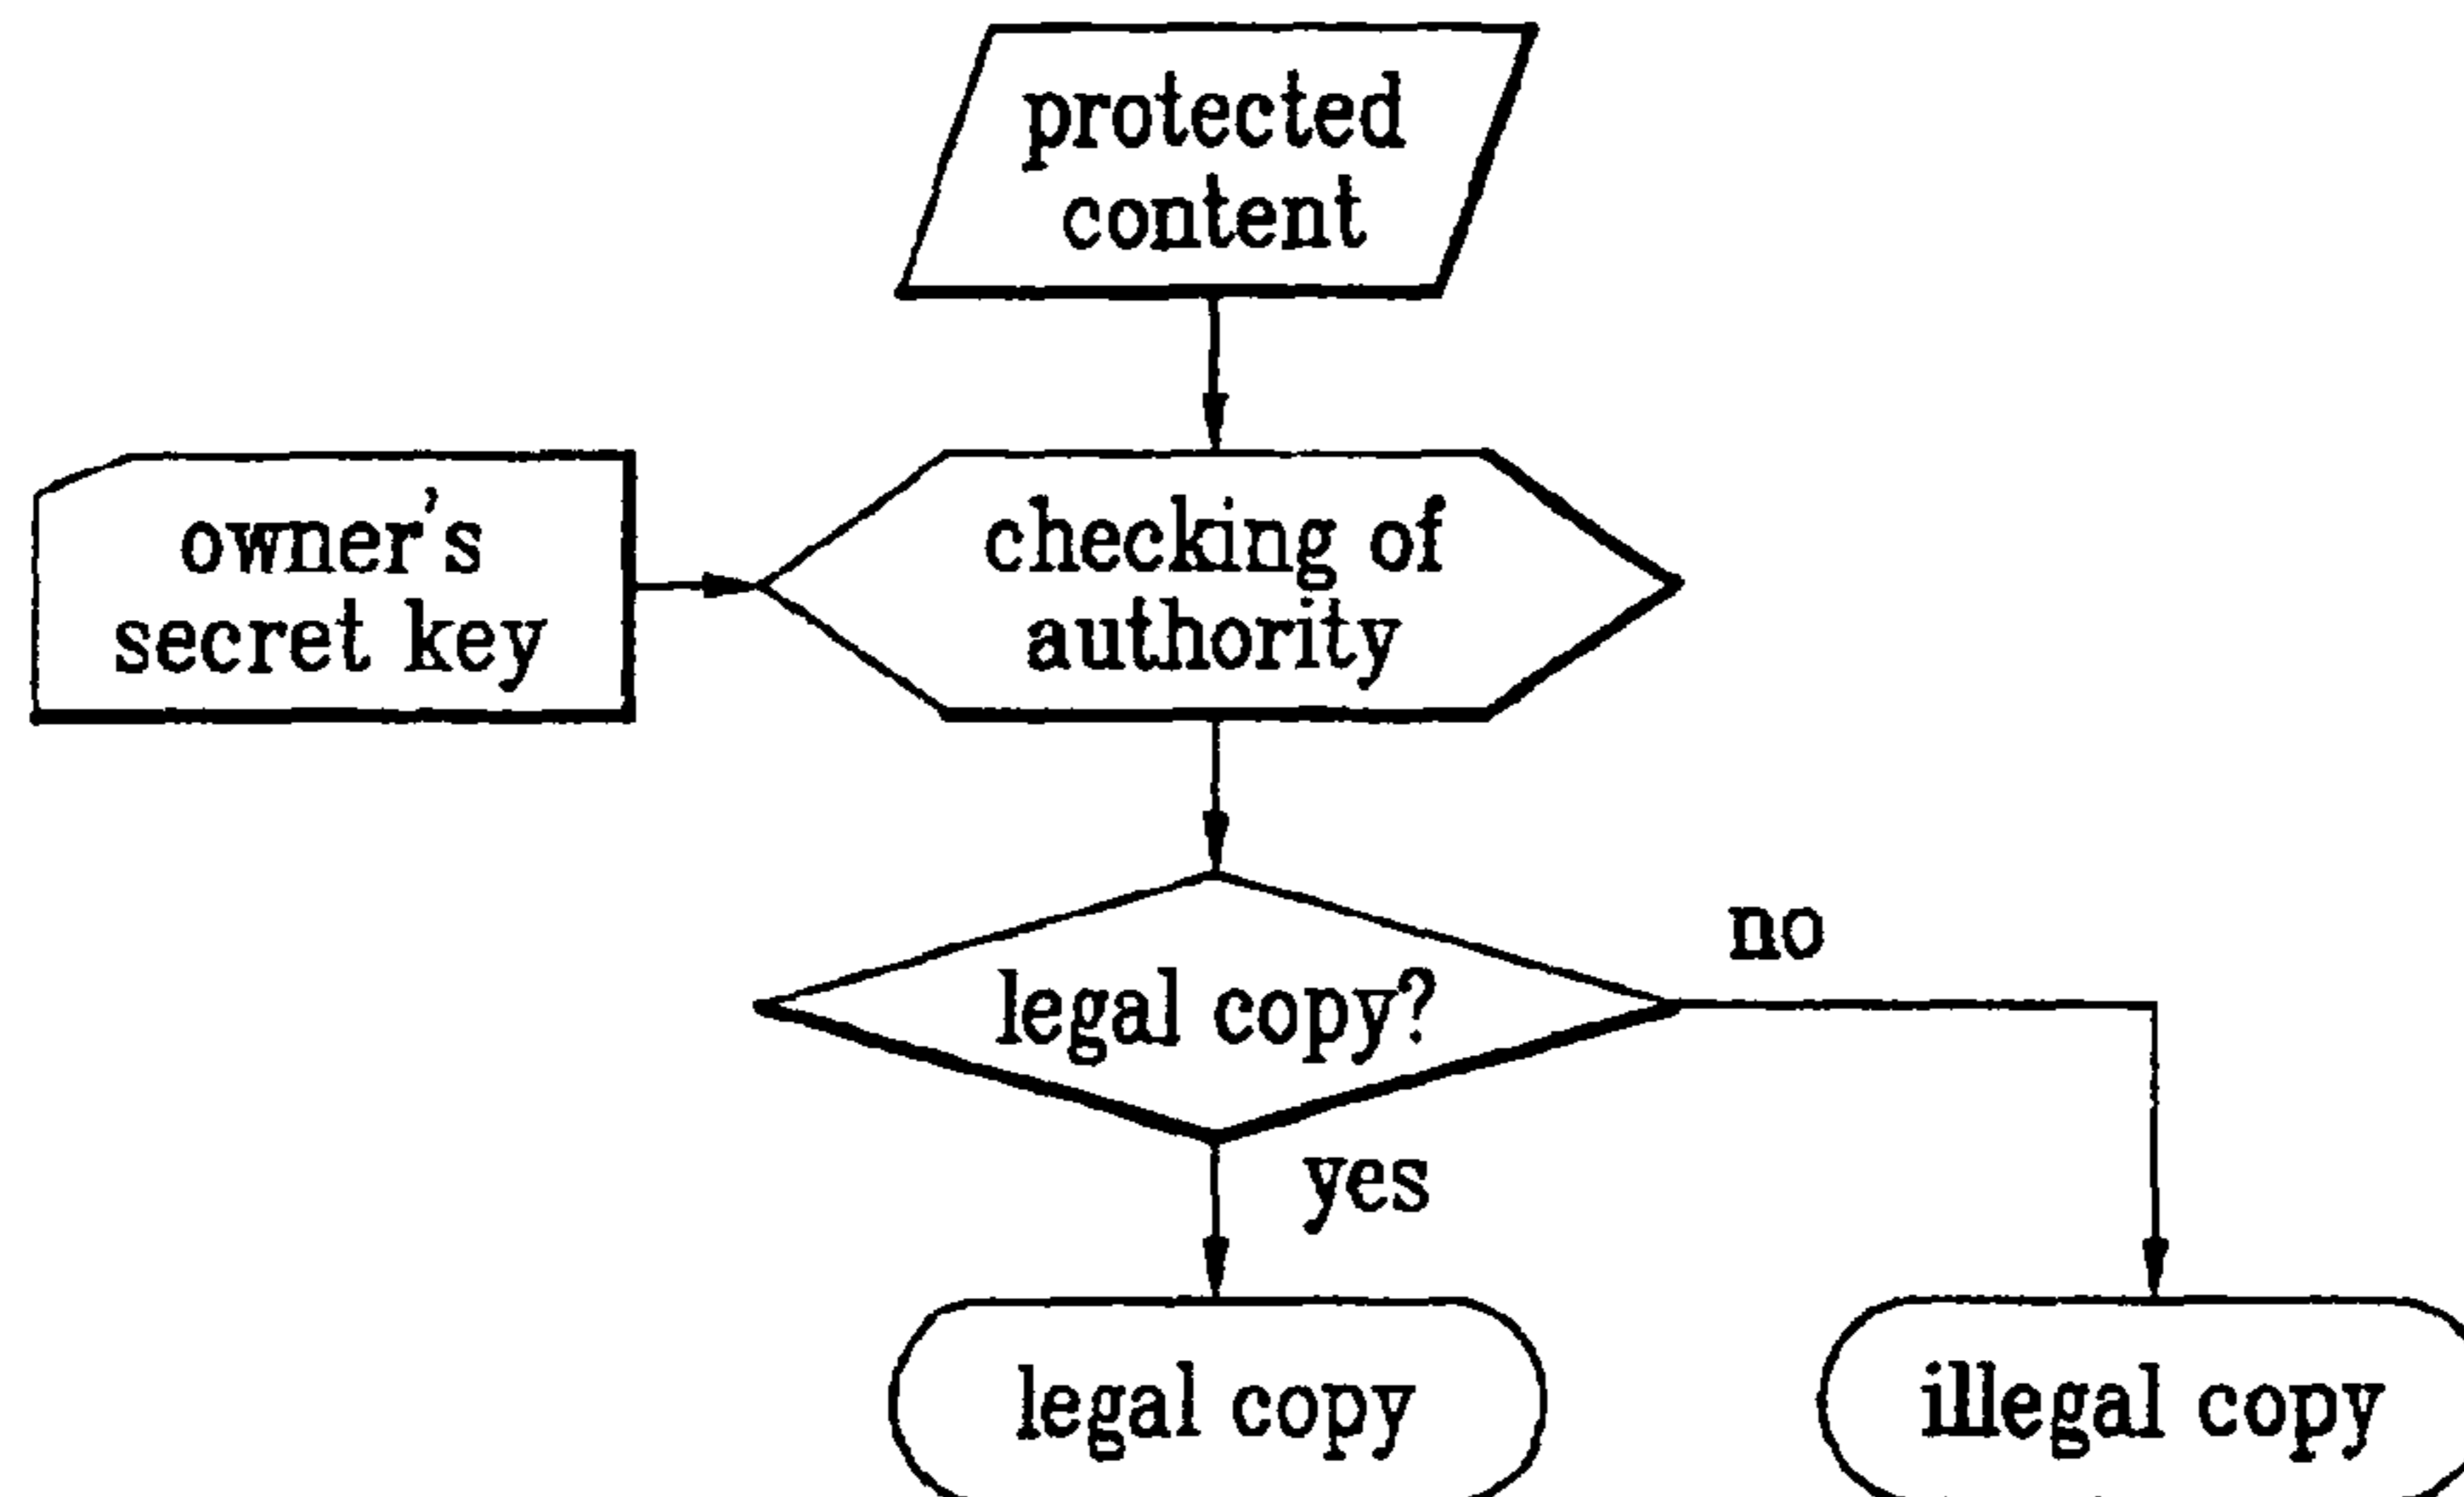 protected
content
owner's
secret key
checking of
authority
legal copy?
no
yes
legal copy
illegal copy